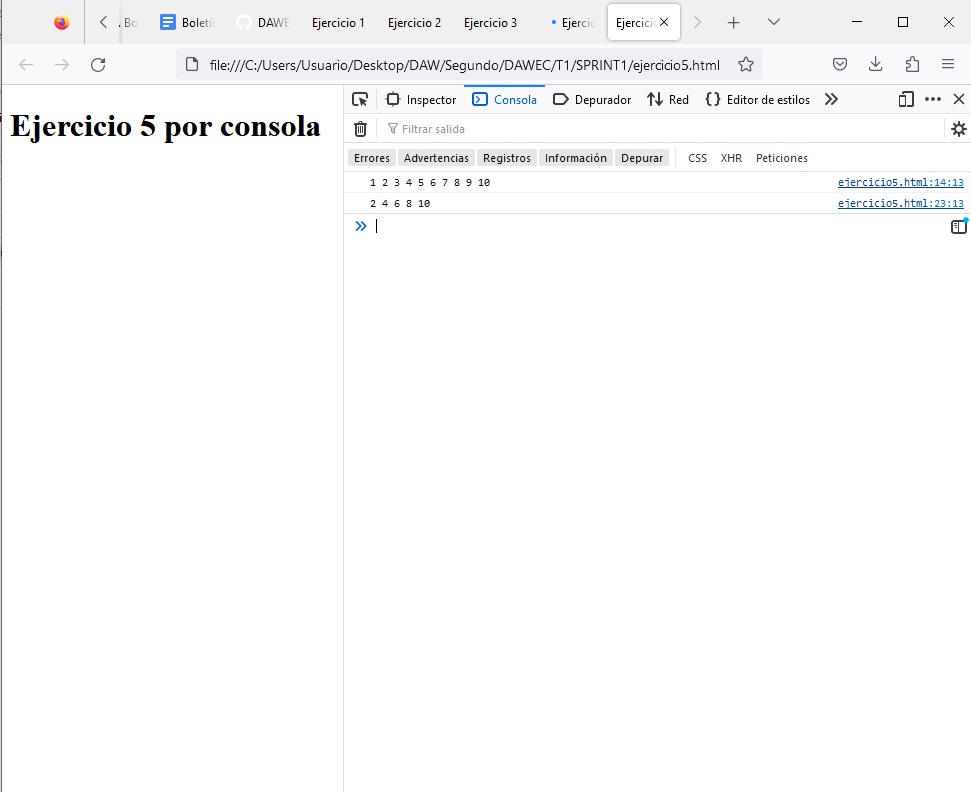 Bo Boletí DAWE Ejercicio 1 Ejercicio 2 Ejercicio 3 Ejercic Ejercic
file:///C:/Users/Usuario/Desktop/DAW/Segundo/DAWEC/T1/SPRINT1/ejercicio5.html
Ejercicio 5 por consola
Inspector Consola Depurador Red Editor de estilos
Filtrar salida
Errores Advertencias Registros Información Depurar CSS XHR Peticiones
1 2 3 4 5 6 7 8 9 10 ejercicio5.html:14:13
2 4 6 8 10 ejercicio5.html:23:13